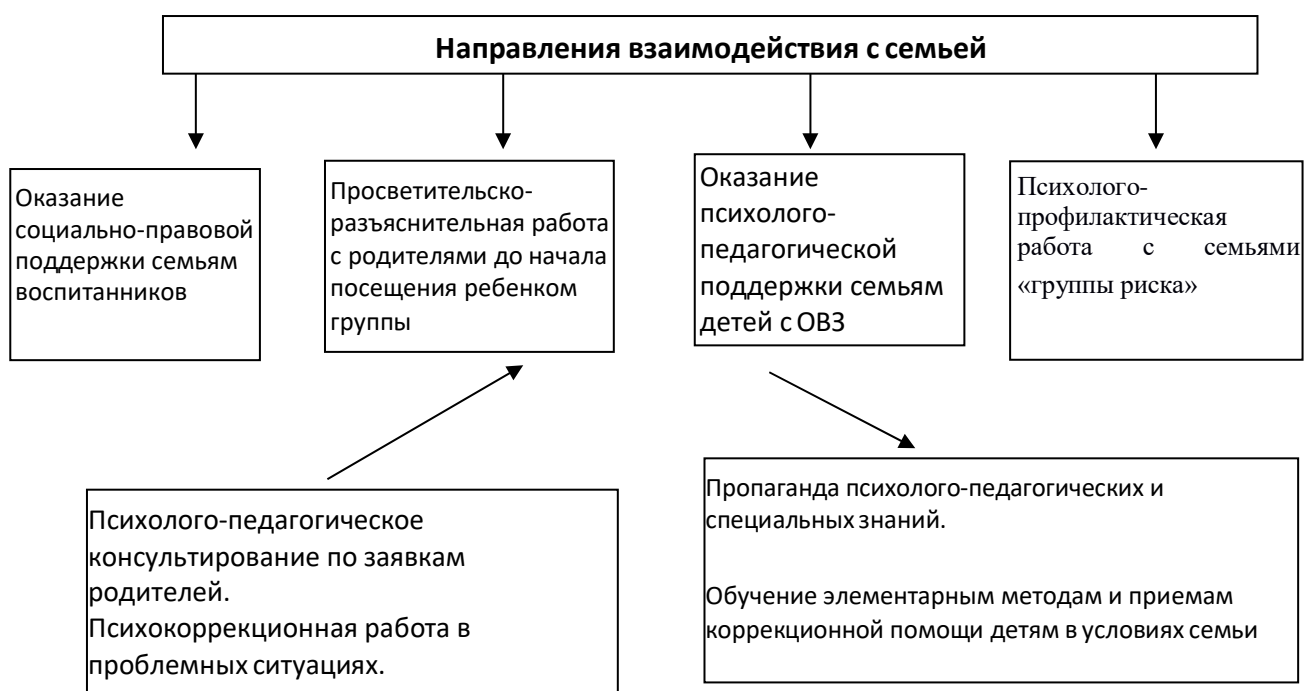 Направления взаимодействия с семьей
Оказание
социально-правовой
поддержки семьям
воспитанников
Просветительско-
разъяснительная работа
с родителями до начала
посещения ребенком
группы
Оказание
психолого-
педагогической
поддержки семьям
детей с ОВЗ
Психолого-
профилактическая
работа с семьями
«группы риска»
Психолого-педагогическое
консультирование по заявкам
родителей.
Психокоррекционная работа в
проблемных ситуациях.
Пропаганда психолого-педагогических и
специальных знаний.
Обучение элементарным методам и приемам
коррекционной помощи детям в условиях семьи